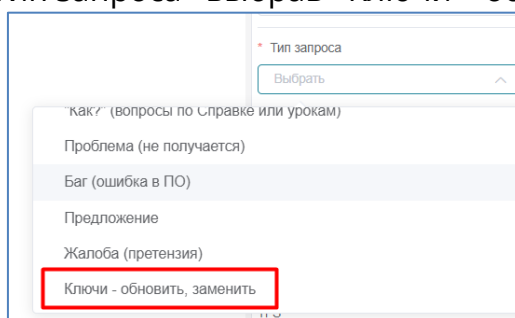 * Тип запроса
Выбрать
"Как?" (вопросы по Справке или урокам)
Проблема (не получается)
Баг (ошибка в ПО)
Предложение
Жалоба (претензия)
Ключи - обновить, заменить